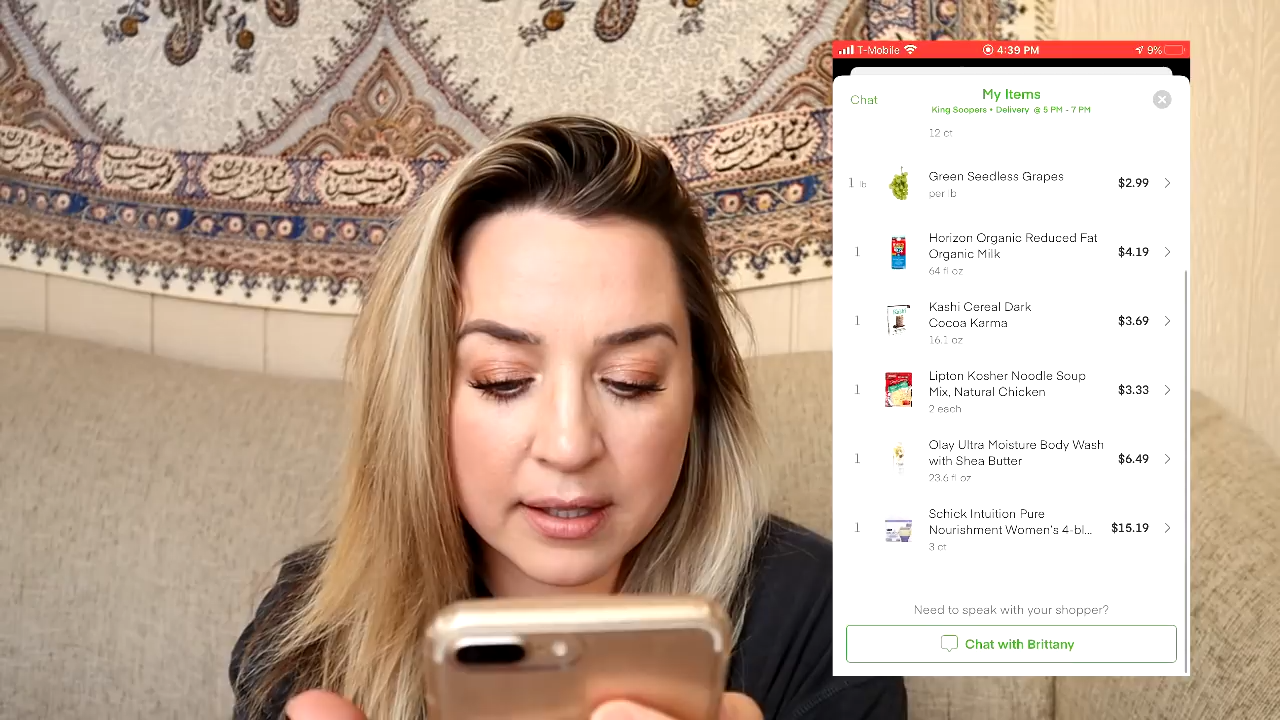 T-Mobile
4:39 PM
9%
Chat
My Items
King Soopers • Delivery @ 5 PM - 7 PM
12 ct
1 lb
Green Seedless Grapes
per lb
$2.99
1
Horizon Organic Reduced Fat
Organic Milk
64 fl oz
$4.19
1
Kashi Cereal Dark
Cocoa Karma
16.1 oz
$3.69
1
Lipton Kosher Noodle Soup
Mix, Natural Chicken
2 each
$3.33
1
Olay Ultra Moisture Body Wash
with Shea Butter
23.6 fl oz
$6.49
1
Schick Intuition Pure
Nourishment Women's 4-bl...
3 ct
$15.19
Need to speak with your shopper?
Chat with Brittany